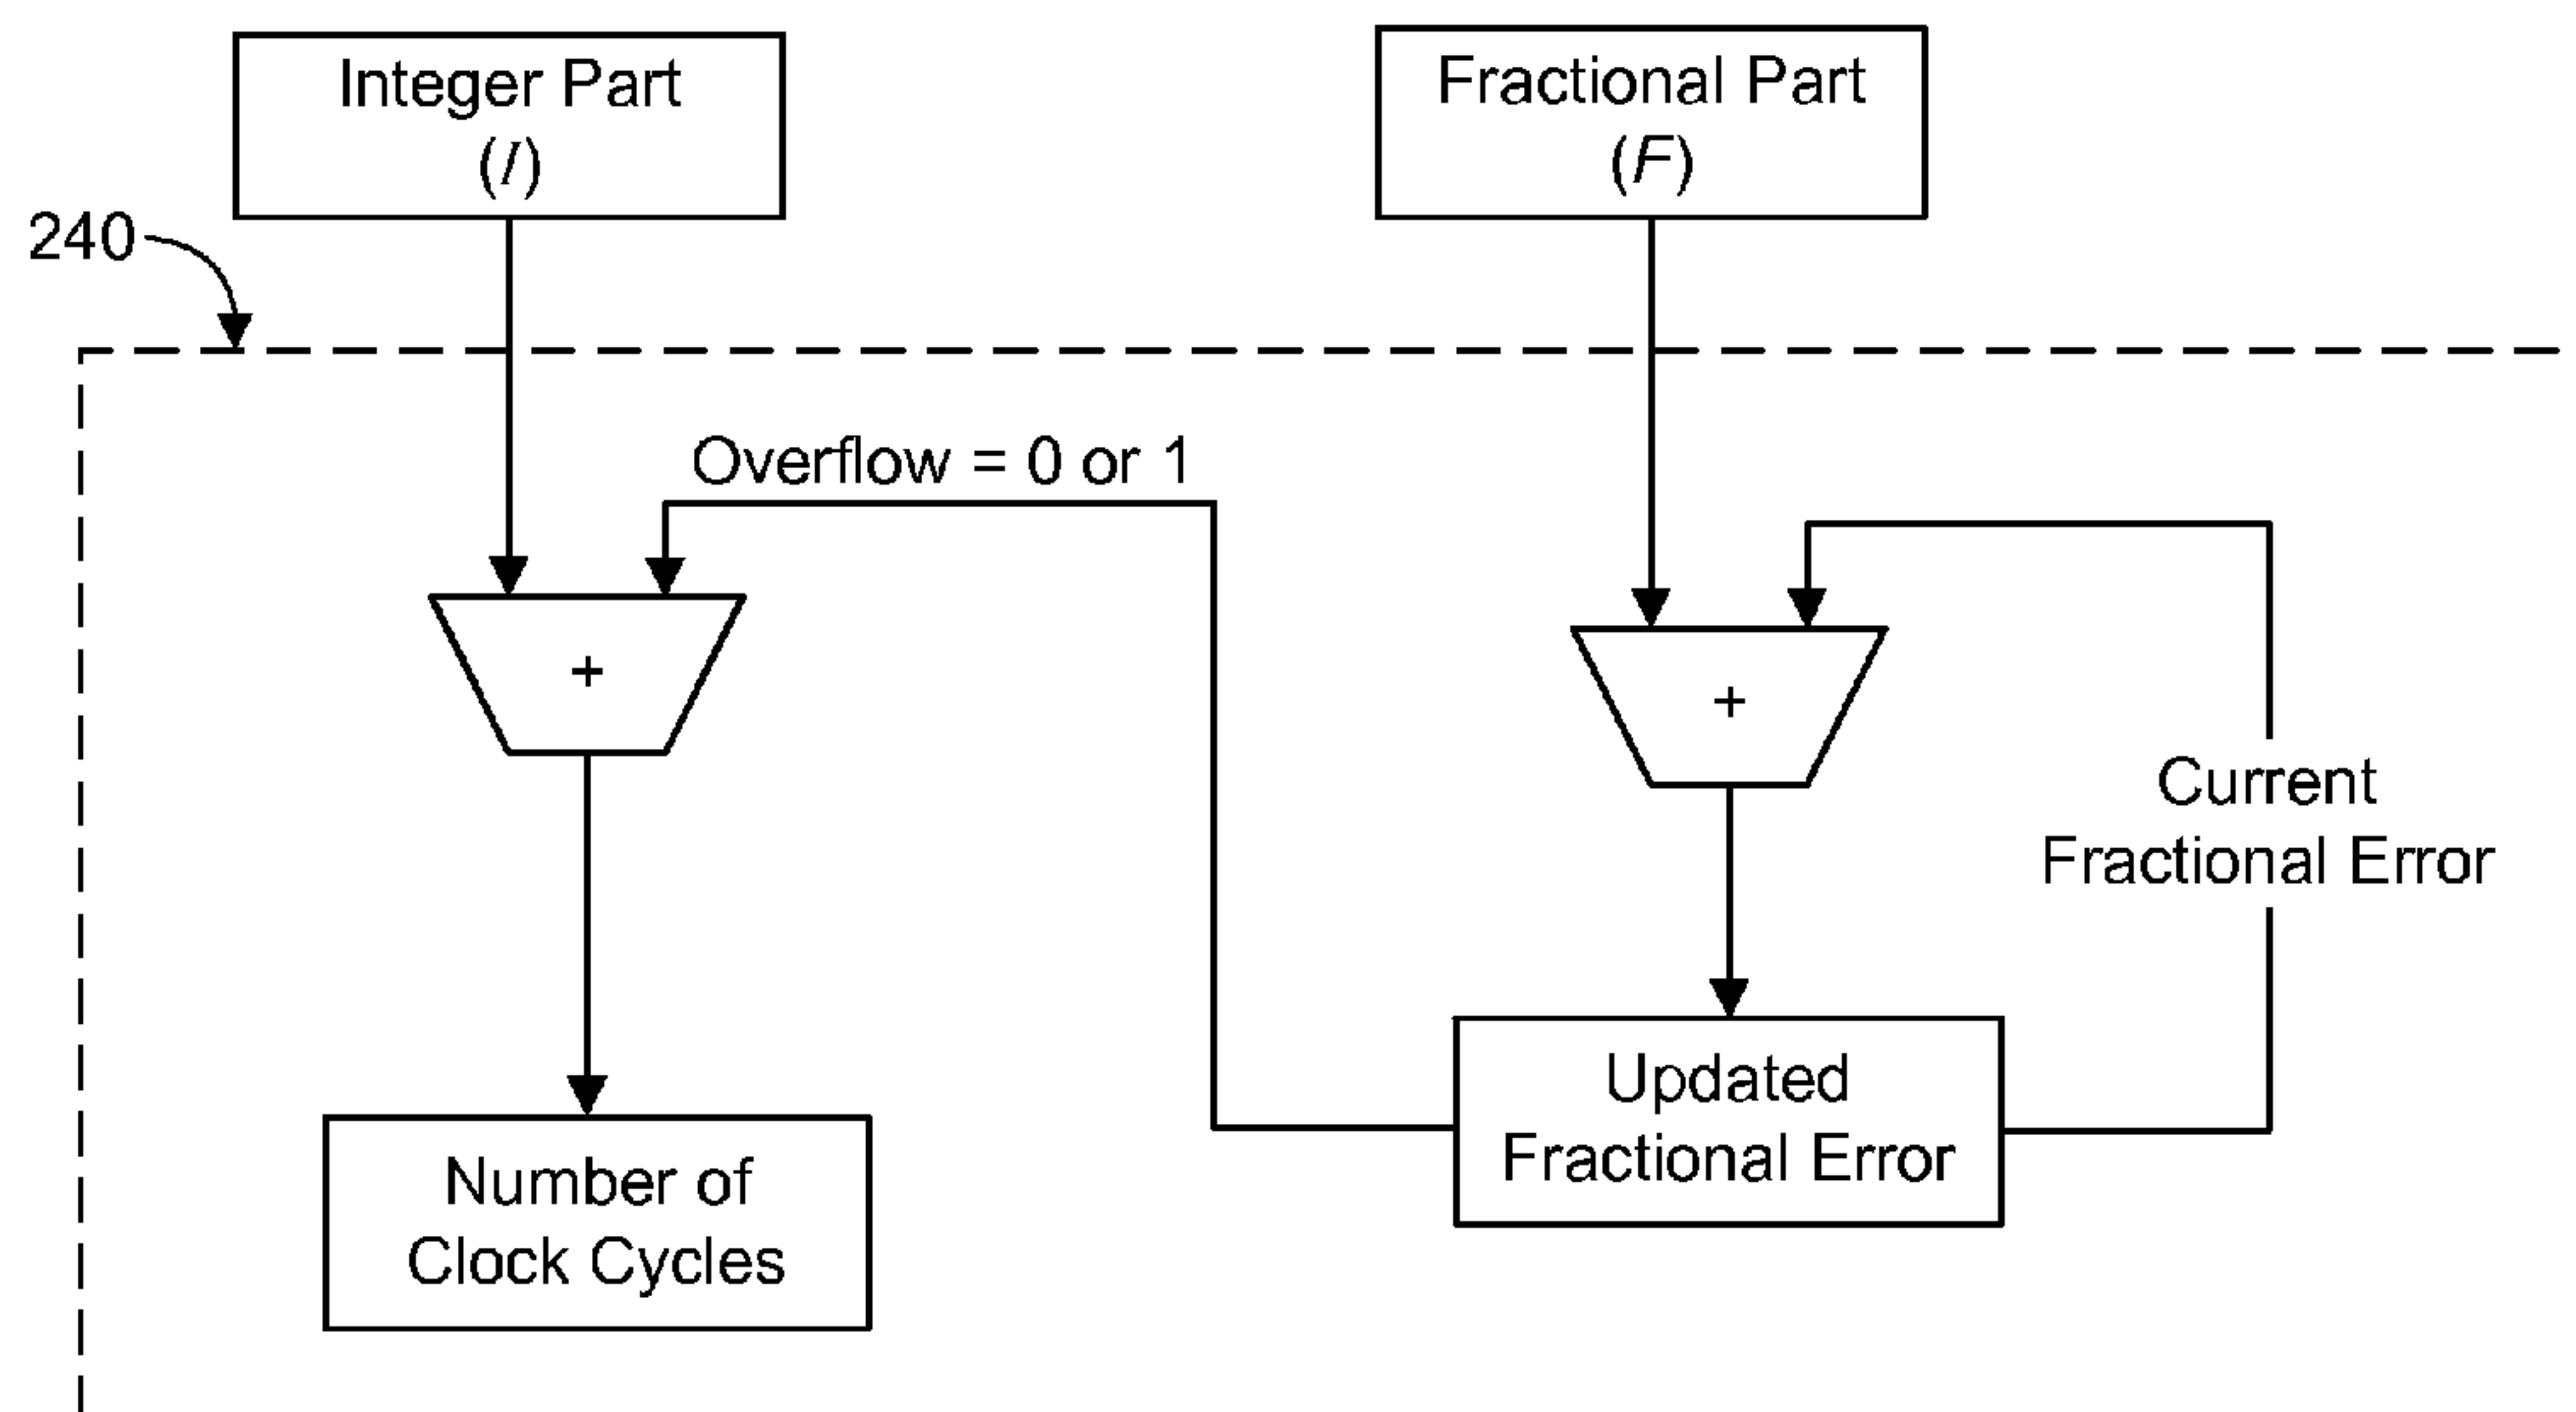 Integer Part
(I)
Fractional Part
(F)
240
Overflow = 0 or 1
+
+
Current
Fractional Error
Updated
Fractional Error
Number of
Clock Cycles